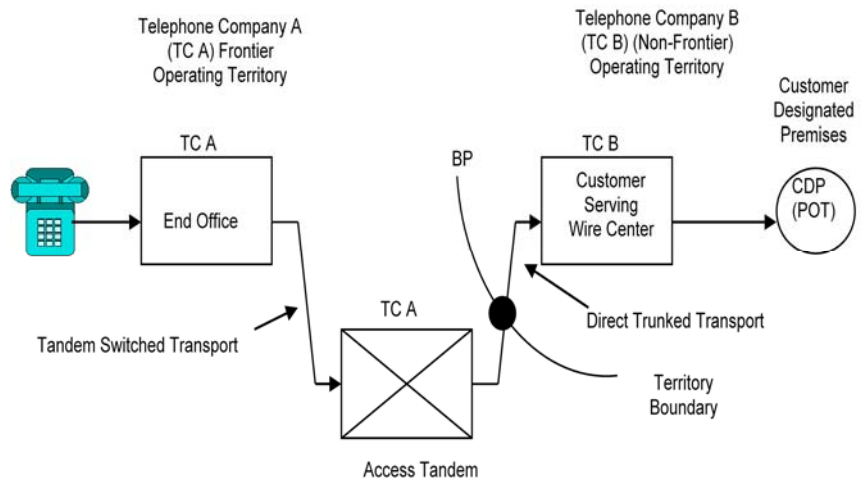 Telephone Company A
(TC A) Frontier
Operating Territory
Telephone Company B
(TC B) (Non-Frontier)
Operating Territory
Customer
Designated
Premises
TC A
End Office
BP
TC B
Customer
Serving
Wire Center
CDP
(POT)
Tandem Switched Transport
TC A
Direct Trunked Transport
Territory
Boundary
Access Tandem